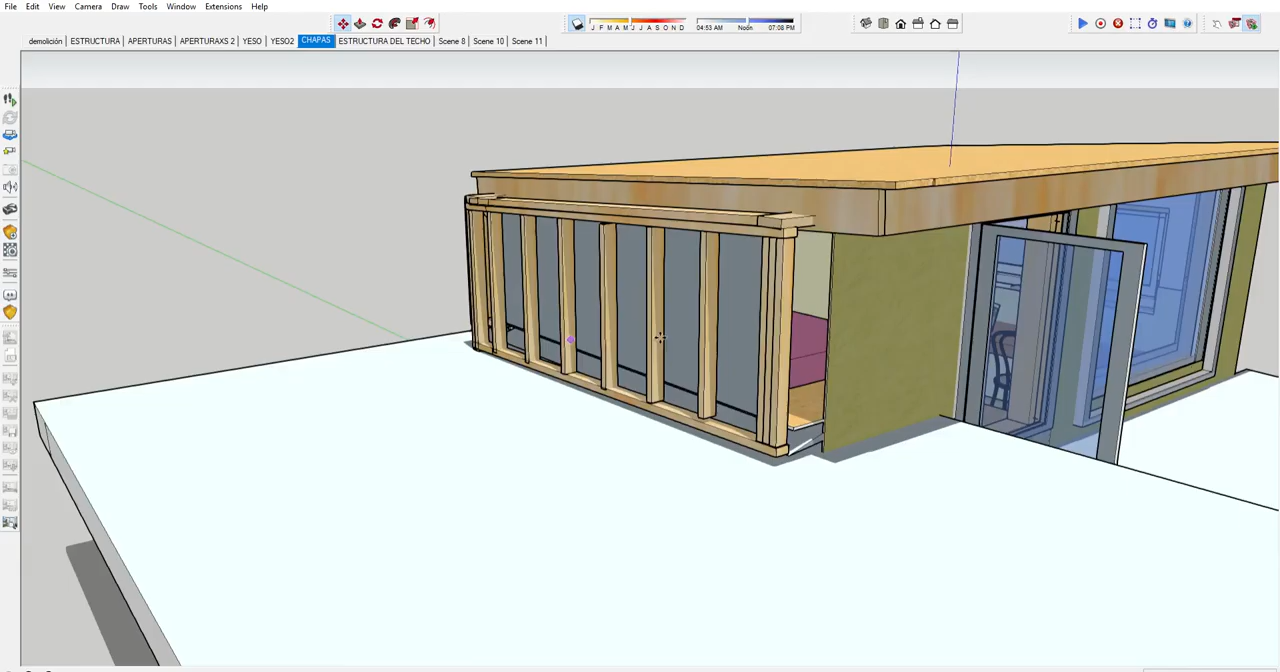 File Edit View Camera Draw Tools Window Extensions Help
J F M A M J J A S O N D
04:53 AM Noón 07:08 PM
demolición ESTRUCTURA APERTURAS APERTURAXS 2 YESO YESO2 CHAPAS ESTRUCTURA DEL TECHO Scene 8 Scene 10 Scene 11